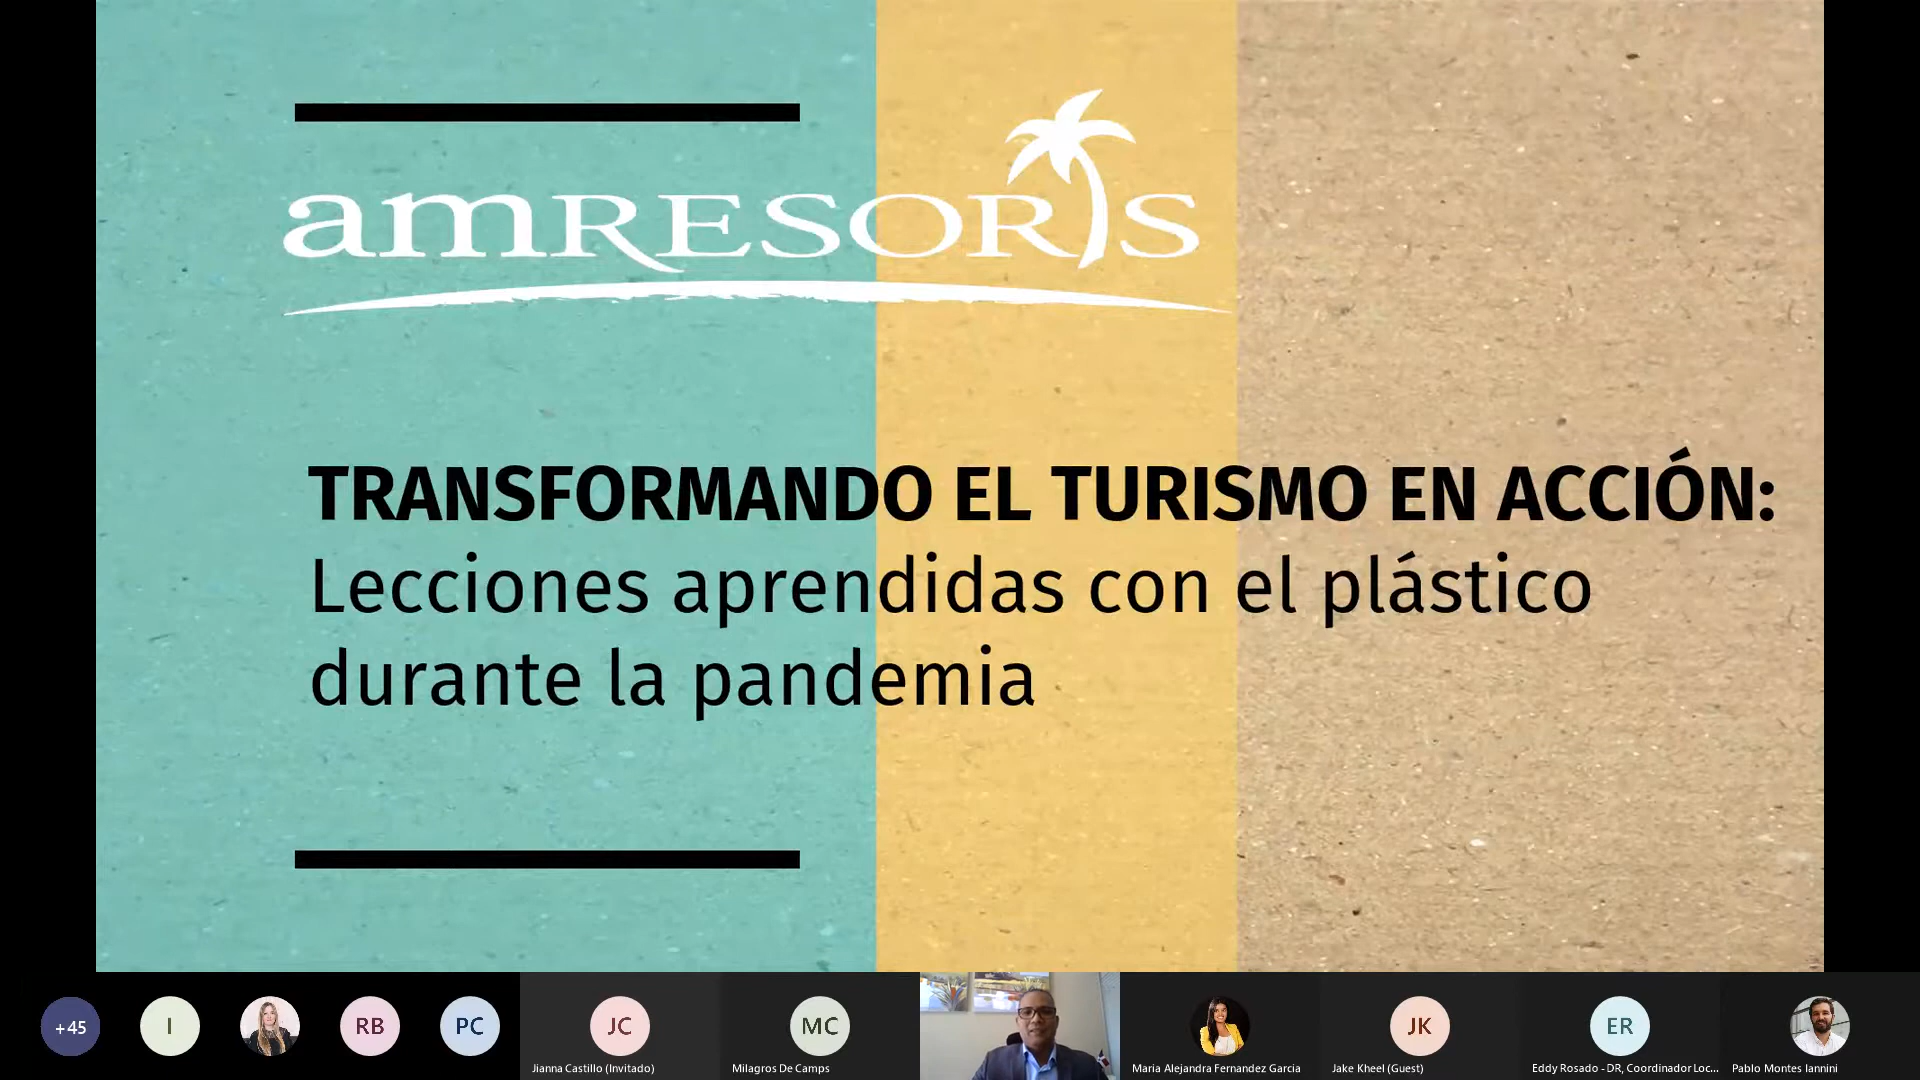 amRESORTS
TRANSFORMANDO EL TURISMO EN ACCIÓN:
Lecciones aprendidas con el plástico
durante la pandemia
+45
I
RB
PC
JC
MC
JK
ER
Jianna Castillo (Invitado)
Milagros De Camps
Maria Alejandra Fernandez Garcia
Jake Kheel (Guest)
Eddy Rosado - DR, Coordinador Loc...
Pablo Montes Iannini